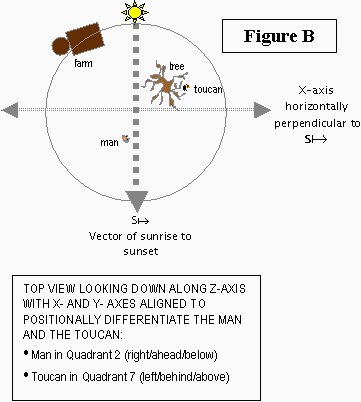 Figure B
farm
tree
toucan
X-axis
horizontally
perpendicular to
S↦
man
S↦
Vector of sunrise to
sunset
TOP VIEW LOOKING DOWN ALONG Z-AXIS
WITH X- AND Y- AXES ALIGNED TO
POSITIONALLY DIFFERENTIATE THE MAN
AND THE TOUCAN:
• Man in Quadrant 2 (right/ahead/below)
• Toucan in Quadrant 7 (left/behind/above)